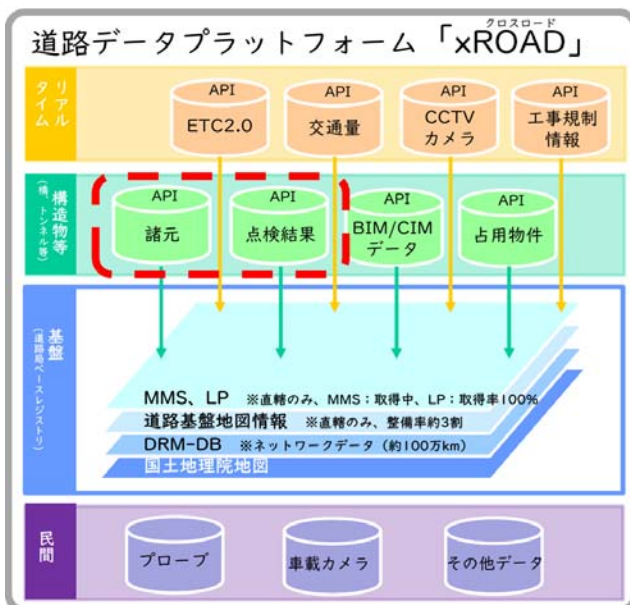 クロスロード
道路データプラットフォーム「xROAD」
リアル
タイム
API
ETC2.0
API
交通量
API
CCTV
カメラ
API
工事規制
情報
構造物等
(橋、トンネル等)
API
諸元
API
点検結果
API
BIM/CIM
データ
API
占用物件
基盤
(道路局ベースレジストリ)
MMS、LP ※直轄のみ、MMS:取得中、LP:取得率100%
道路基盤地図情報 ※直轄のみ、整備率約3割
DRM-DB ※ネットワークデータ(約100万km)
国土地理院地図
民間
プローブ
車載カメラ
その他データ